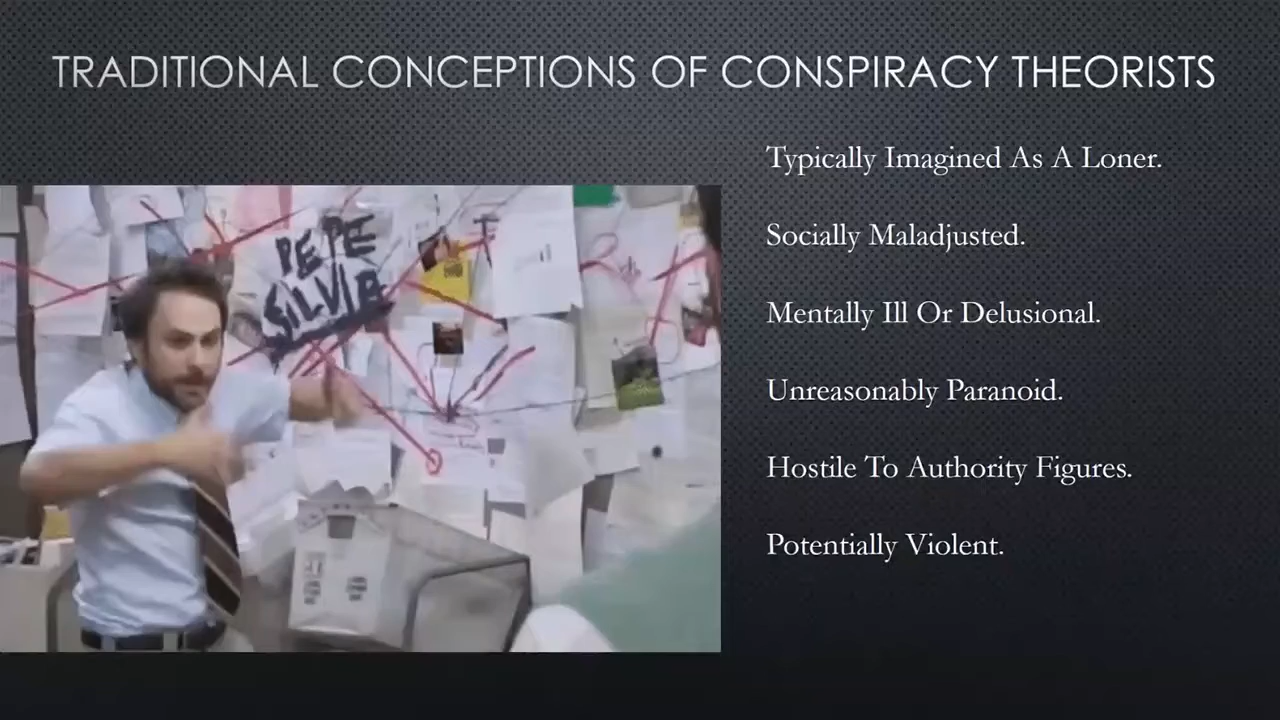 TRADITIONAL CONCEPTIONS OF CONSPIRACY THEORISTS
Typically Imagined As A Loner.
Socially Maladjusted.
Mentally Ill Or Delusional.
Unreasonably Paranoid.
Hostile To Authority Figures.
Potentially Violent.
PEPE
SILVIA